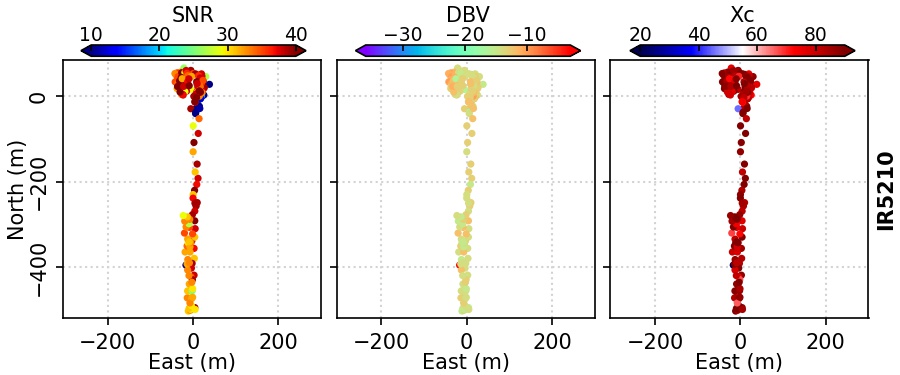 SNR DBV Xc
10 20 30 40 −30 −20 −10 20 40 60 80
0
−200
−400
North (m)
IR5210
−200 0 200 −200 0 200 −200 0 200
East (m) East (m) East (m)